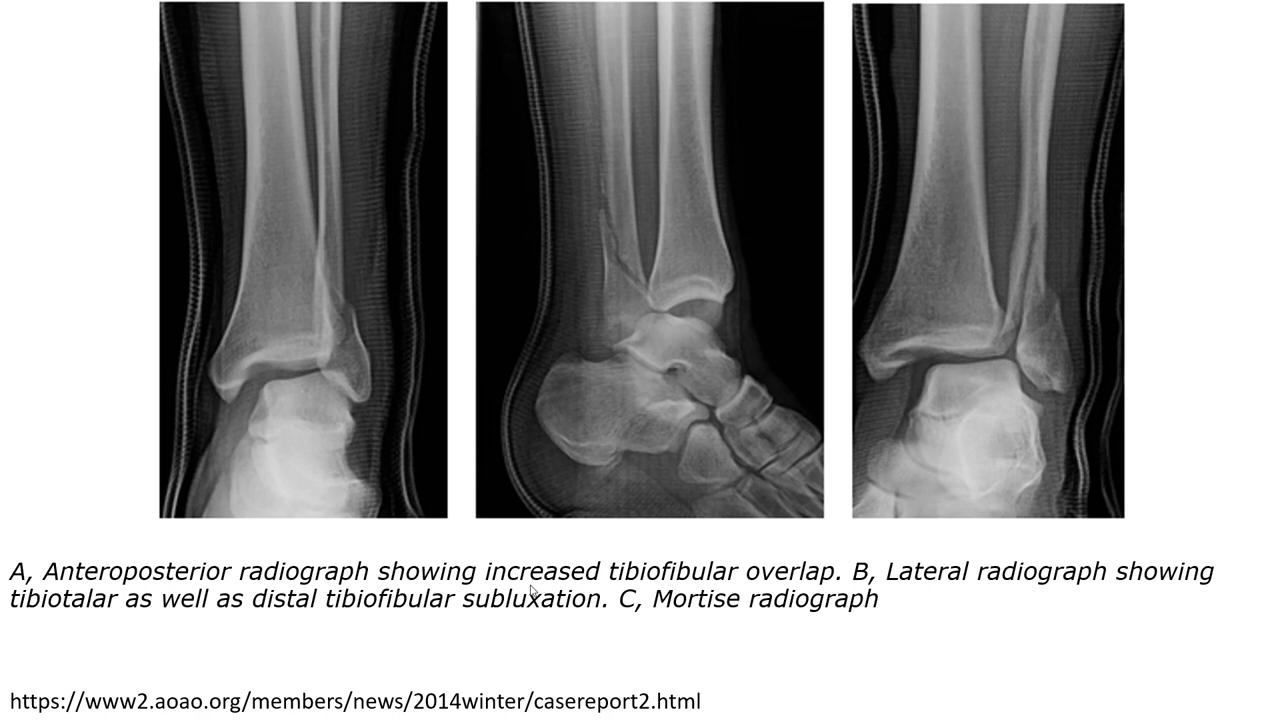 A, Anteroposterior radiograph showing increased tibiofibular overlap. B, Lateral radiograph showing
tibiotalar as well as distal tibiofibular subluxation. C, Mortise radiograph
https://www2.aoao.org/members/news/2014winter/casereport2.html